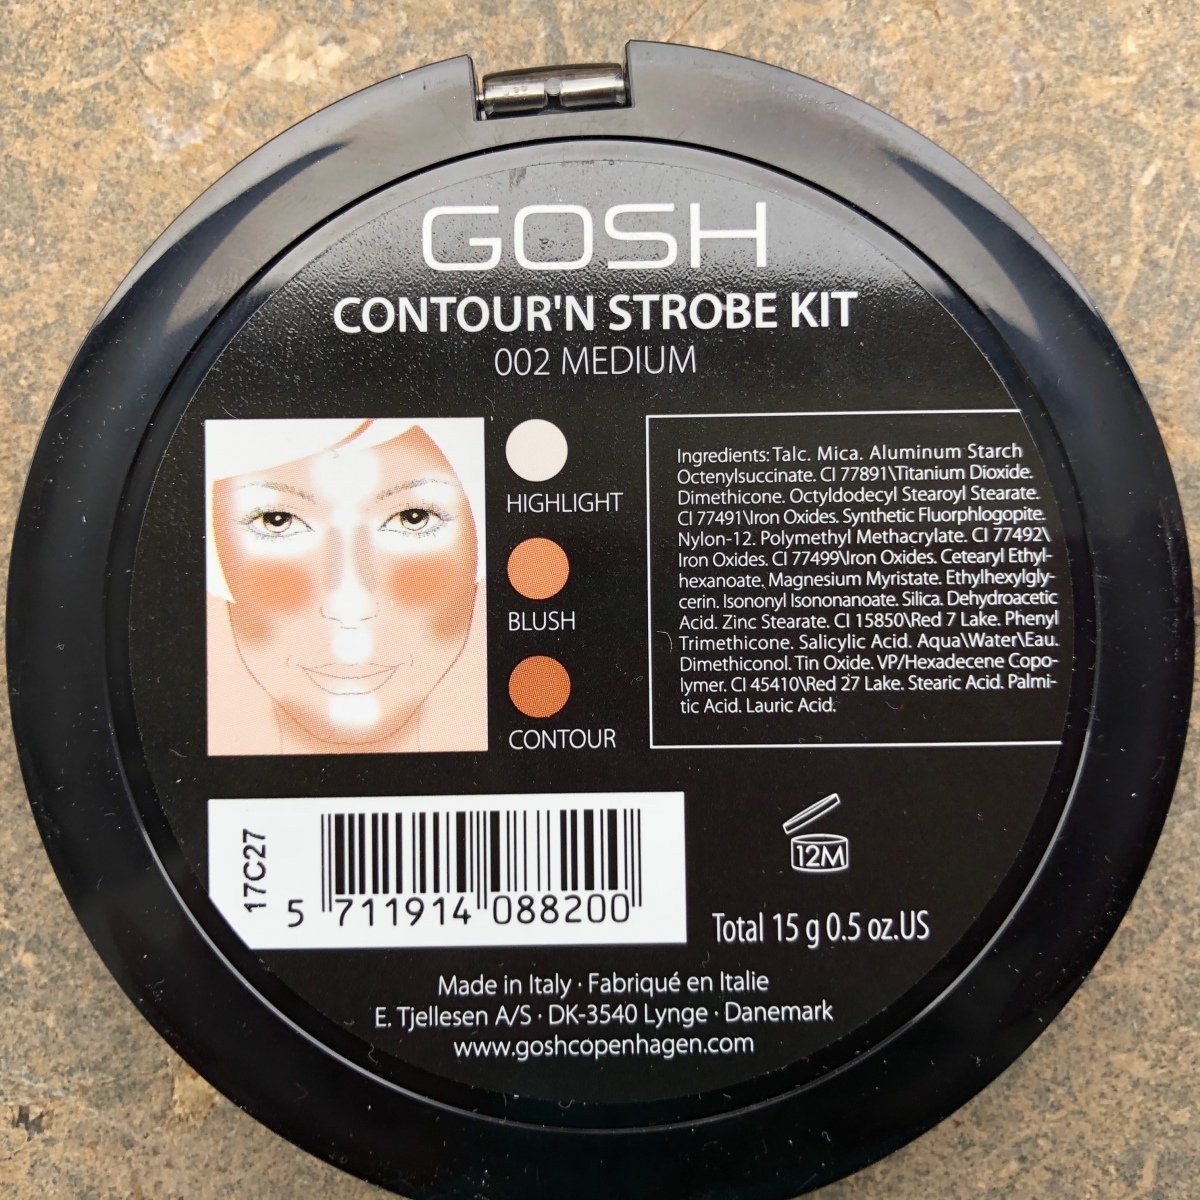 GOSH
CONTOUR'N STROBE KIT
002 MEDIUM
HIGHLIGHT
BLUSH
CONTOUR
Ingredients: Talc. Mica. Aluminum Starch
Octenylsuccinate. CI 77891\Titanium Dioxide.
Dimethicone. Octyldodecyl Stearoyl Stearate.
CI 77491\Iron Oxides. Synthetic Fluorphlogopite.
Nylon-12. Polymethyl Methacrylate. CI 77492\
Iron Oxides. CI 77499\Iron Oxides. Cetearyl Ethyl-
hexanoate. Magnesium Myristate. Ethylhexylgly-
cerin. Isononyl Isononanoate. Silica. Dehydroacetic
Acid. Zinc Stearate. CI 15850\Red 7 Lake. Phenyl
Trimethicone. Salicylic Acid. Aqua\Water\Eau.
Dimethiconol. Tin Oxide. VP/Hexadecene Copo-
lymer. CI 45410\Red 27 Lake. Stearic Acid. Palmi-
tic Acid. Lauric Acid.
17C27
5 711914 088200
12M
Total 15 g 0.5 oz.US
Made in Italy · Fabriqué en Italie
E. Tjellesen A/S · DK-3540 Lynge · Danemark
www.goshcopenhagen.com